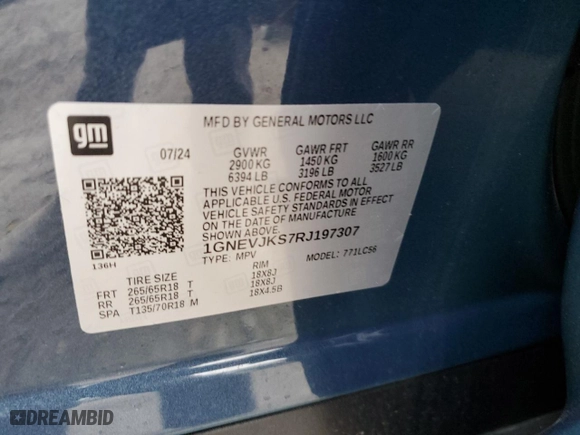 gm
MFD BY GENERAL MOTORS LLC
07/24 GVWR GAWR FRT GAWR RR
2900 KG 1450 KG 1600 KG
6394 LB 3196 LB 3527 LB
THIS VEHICLE CONFORMS TO ALL
APPLICABLE U.S. FEDERAL MOTOR
VEHICLE SAFETY STANDARDS IN EFFECT
ON THE DATE OF MANUFACTURE
SHOWN ABOVE.
1GNEVJKS7RJ197307
136H
TYPE: MPV MODEL: 771LC56
TIRE SIZE RIM
FRT 265/65R18 T 18X8J
RR 265/65R18 T 18X8J
SPA T135/70R18 M 18X4.5B
DREAMBID